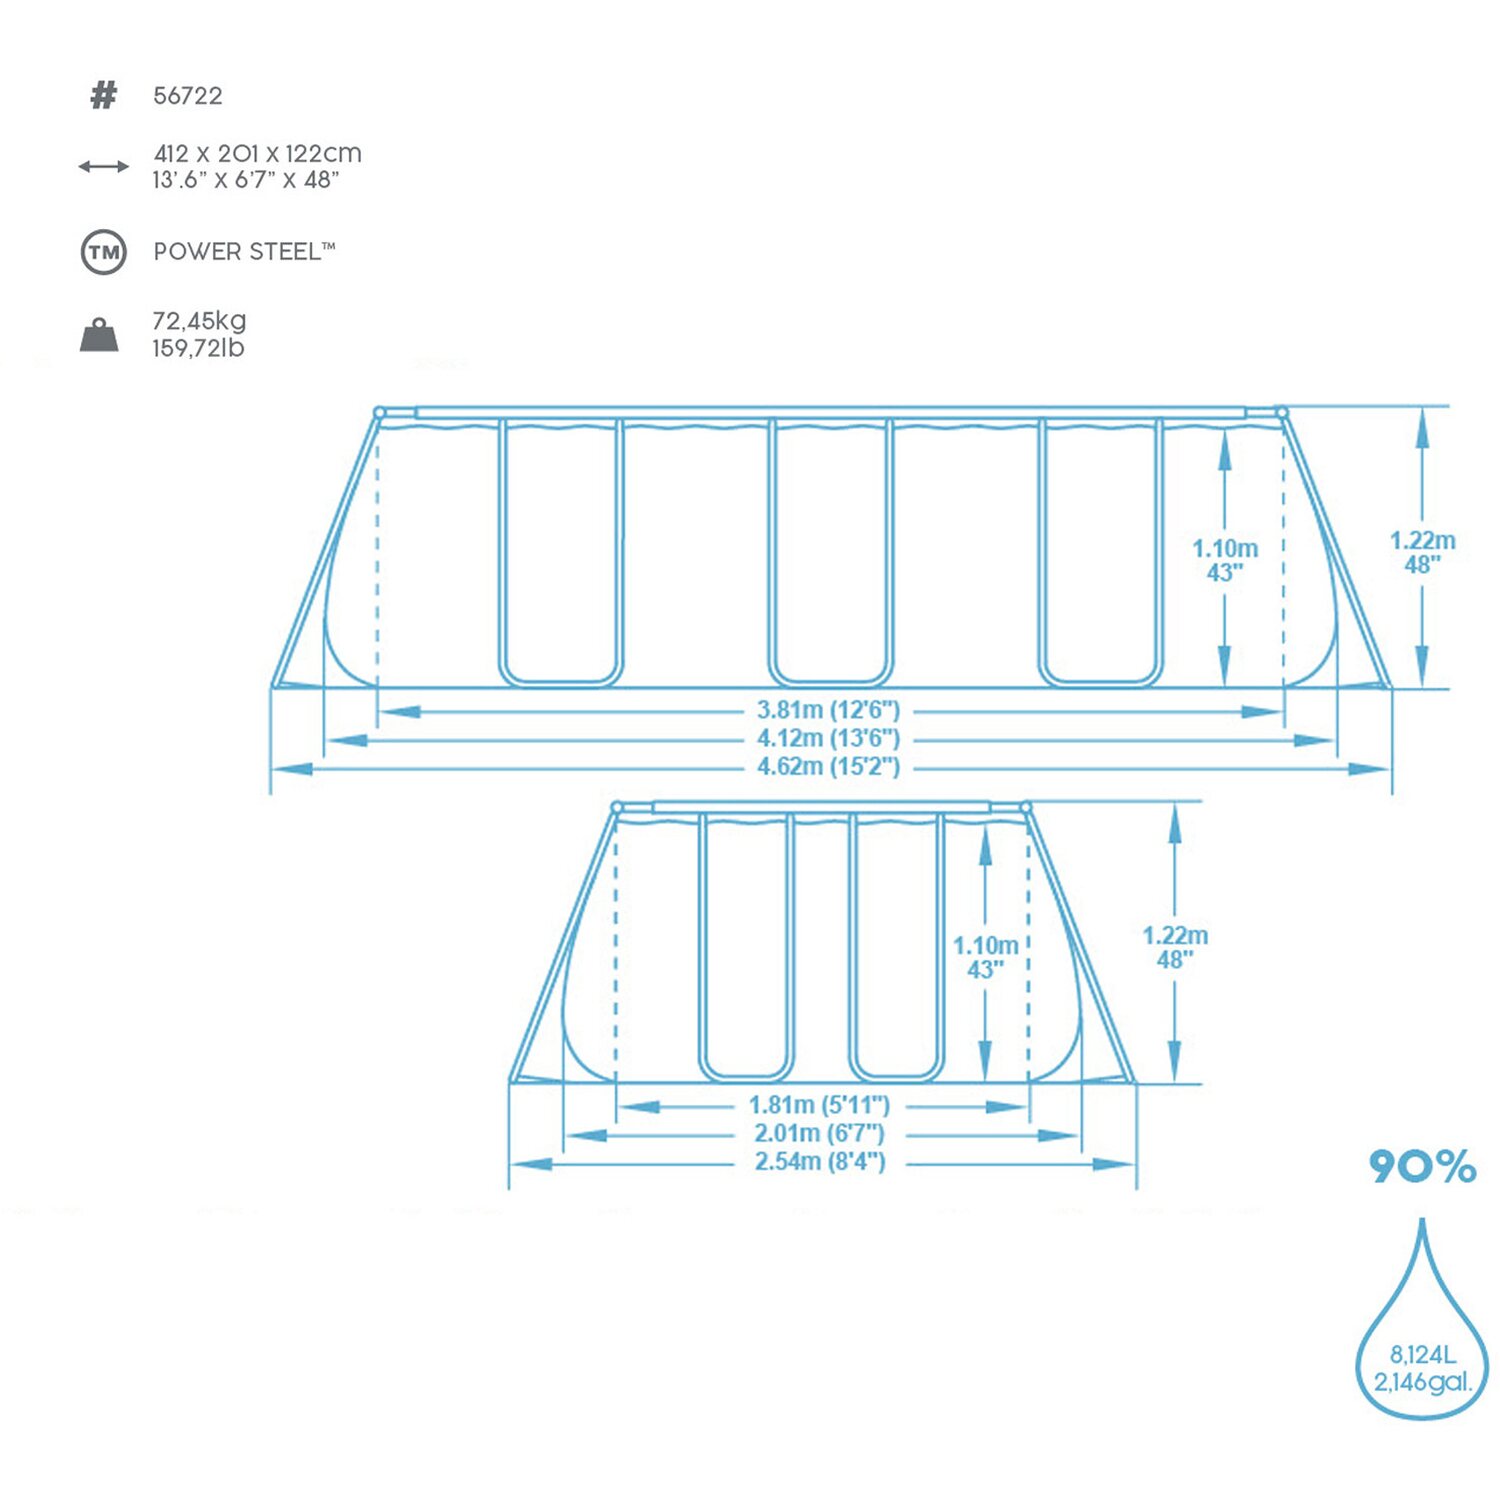 # 56722
412 x 201 x 122cm
13'.6" X 6'7" X 48"
TM POWER STEEL™
72,45kg
159,72lb
1.10m
43"
1.22m
48"
3.81m (12'6")
4.12m (13'6")
4.62m (15'2")
1.10m
43"
1.22m
48"
1.81m (5'11")
2.01m (6'7")
2.54m (8'4")
90%
8,124L
2,146gal.